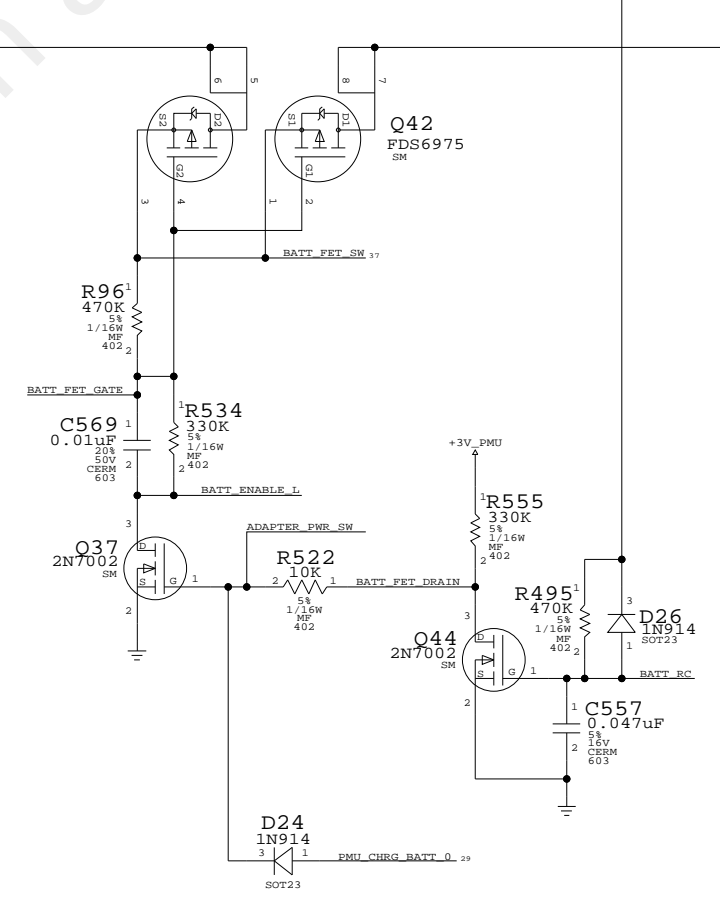 6
5
8
7
S2
D2
S1
D1
Q42
FDS6975
SM
G2
G1
3
4
1
2
BATT_FET_SW 37
1
R96
470K
5%
1/16W
MF
402
2
BATT_FET_GATE
1
C569
0.01uF
20%
50V
CERM
603
2
1
R534
330K
5%
1/16W
MF
402
2
BATT_ENABLE_L
+3V_PMU
1
R555
330K
5%
1/16W
MF
402
2
3
Q37
2N7002
SM
D
S
G
1
2
ADAPTER_PWR_SW
R522
10K
2
1
5%
1/16W
MF
402
BATT_FET_DRAIN
3
Q44
2N7002
SM
D
S
G
1
2
1
R495
470K
5%
1/16W
MF
402
2
3
D26
1N914
SOT23
1
BATT_RC
1
C557
0.047uF
5%
16V
CERM
603
2
D24
1N914
3
1
SOT23
PMU_CHRG_BATT_0 29